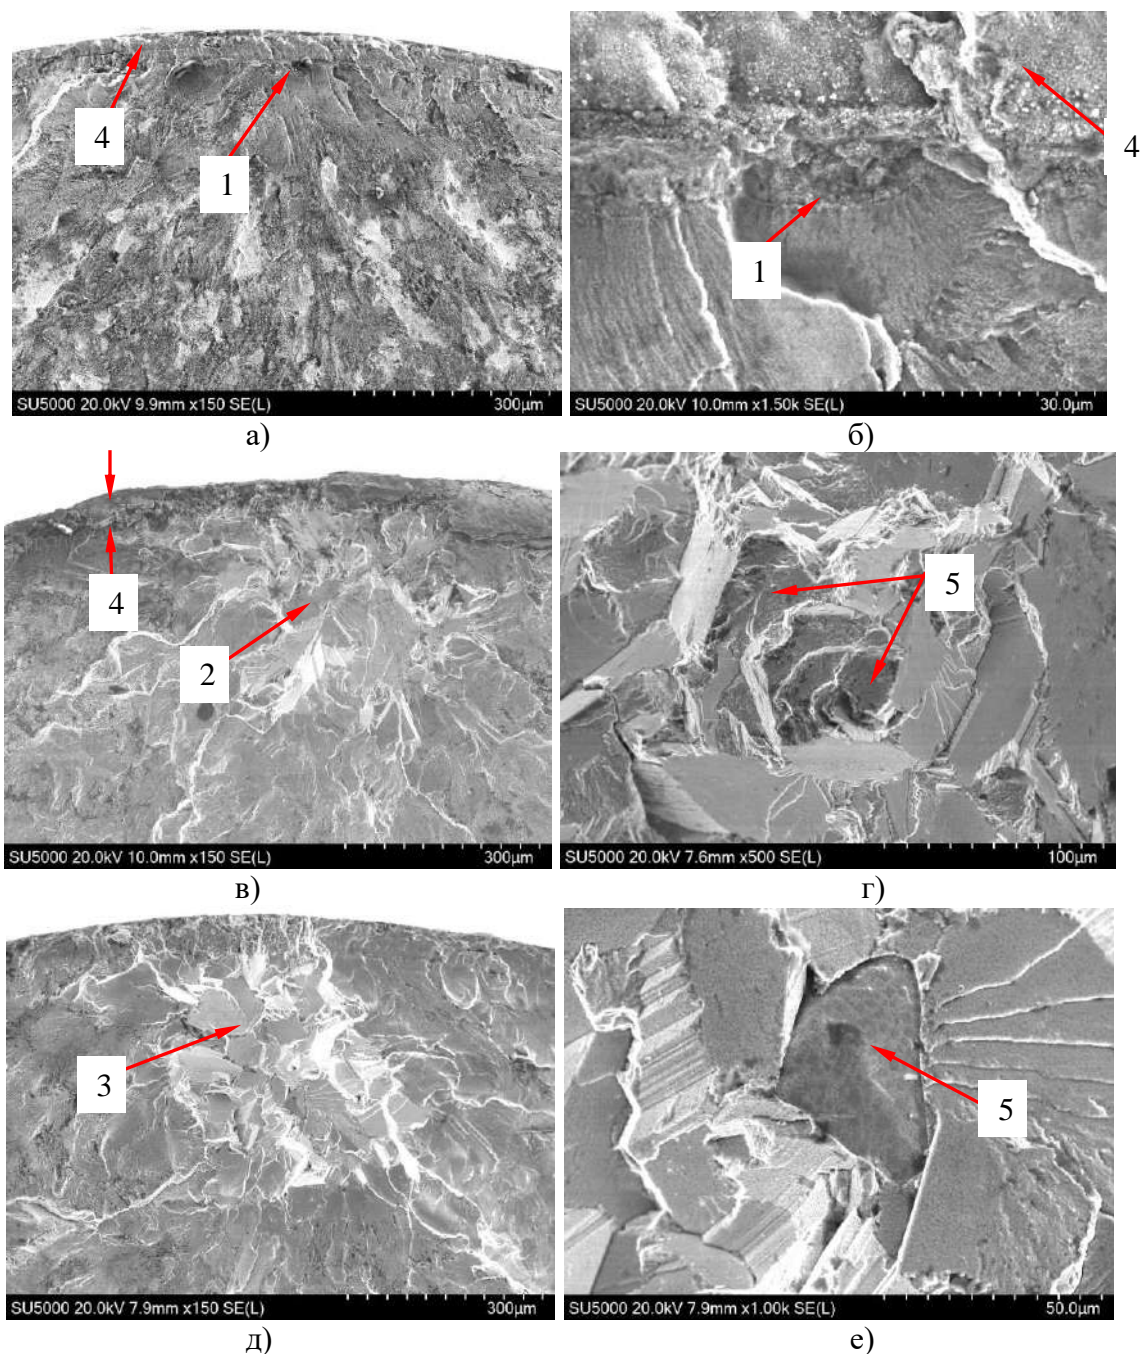 4
1
SU5000 20.0kV 9.9mm x150 SE(L) 300µm
а)
4
1
SU5000 20.0kV 10.0mm x1.50k SE(L) 30.0µm
б)
4
2
SU5000 20.0kV 10.0mm x150 SE(L) 300µm
в)
5
SU5000 20.0kV 7.6mm x500 SE(L) 100µm
г)
3
SU5000 20.0kV 7.9mm x150 SE(L) 300µm
д)
5
SU5000 20.0kV 7.9mm x1.00k SE(L) 50.0µm
е)